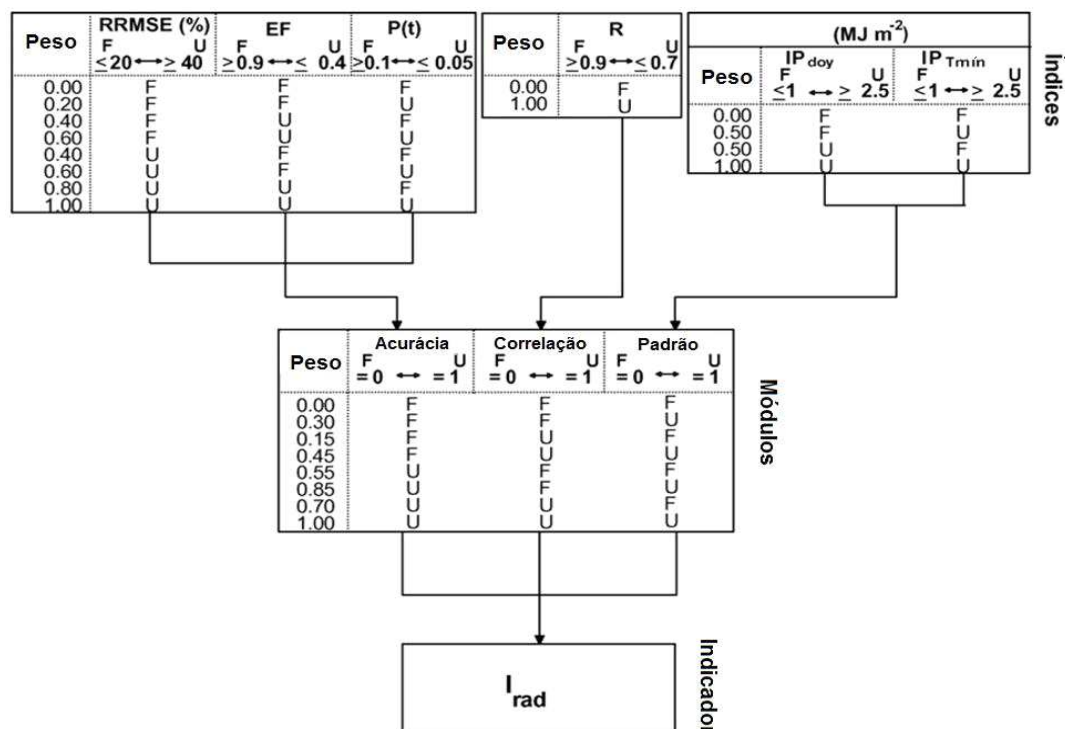 Peso RRMSE (%) EF P(t)
F U F U F U
≤ 20 ↔ ≥ 40 ≥0.9 ↔ ≤ 0.4 ≥0.1 ↔ ≤ 0.05
0.00 F F F
0.20 F F U
0.40 F U F
0.60 F U U
0.40 U F F
0.60 U F U
0.80 U U F
1.00 U U U
Peso R
F U
≥0.9 ↔ ≤ 0.7
0.00 F
1.00 U
(MJ m⁻²)
Peso IP doy IP Tmín
F U F U
≤1 ↔ ≥ 2.5 ≤1 ↔ ≥ 2.5
0.00 F F
0.50 F U
0.50 U F
1.00 U U
Índices
Peso Acurácia Correlação Padrão
F U F U F U
= 0 ↔ = 1 = 0 ↔ = 1 = 0 ↔ = 1
0.00 F F F
0.30 F F U
0.15 F U F
0.45 F U U
0.55 U F F
0.85 U F U
0.70 U U F
1.00 U U U
Módulos
I rad
Indicador